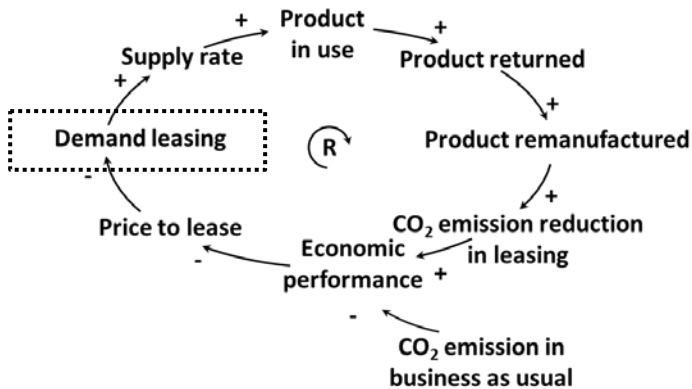 +
Product
in use
+
Supply rate
Product returned
+
+
Demand leasing
R
Product remanufactured
-
+
Price to lease
CO₂ emission reduction
in leasing
Economic
performance
+
-
-
CO₂ emission in
business as usual